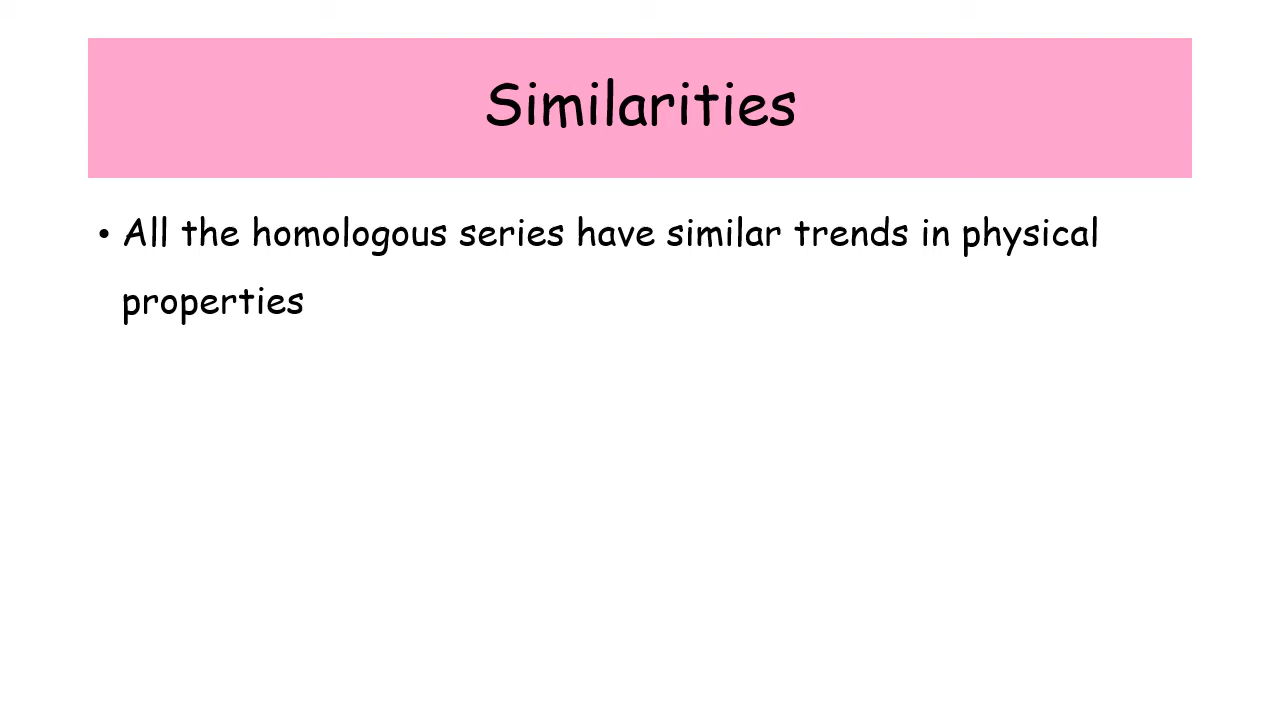 Similarities
• All the homologous series have similar trends in physical
properties